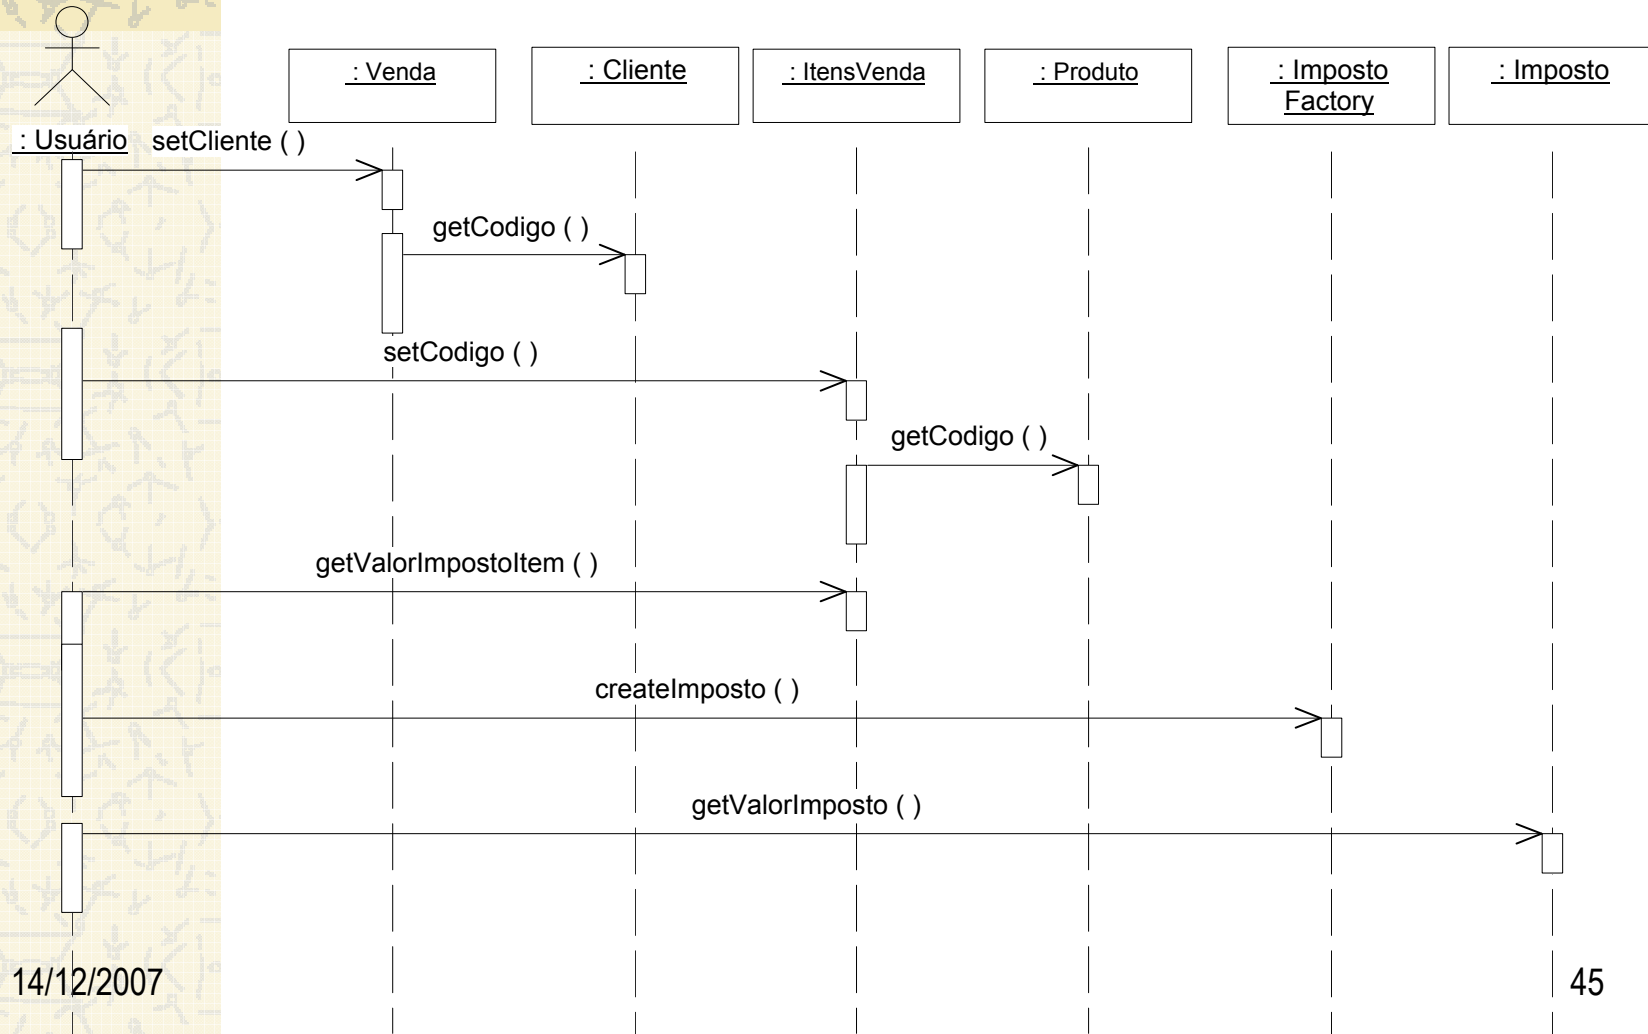 : Venda
: Cliente
: ItensVenda
: Produto
: Imposto
Factory
: Imposto
: Usuário
setCliente ( )
getCodigo ( )
setCodigo ( )
getCodigo ( )
getValorImpostoItem ( )
createImposto ( )
getValorImposto ( )
14/12/2007
45